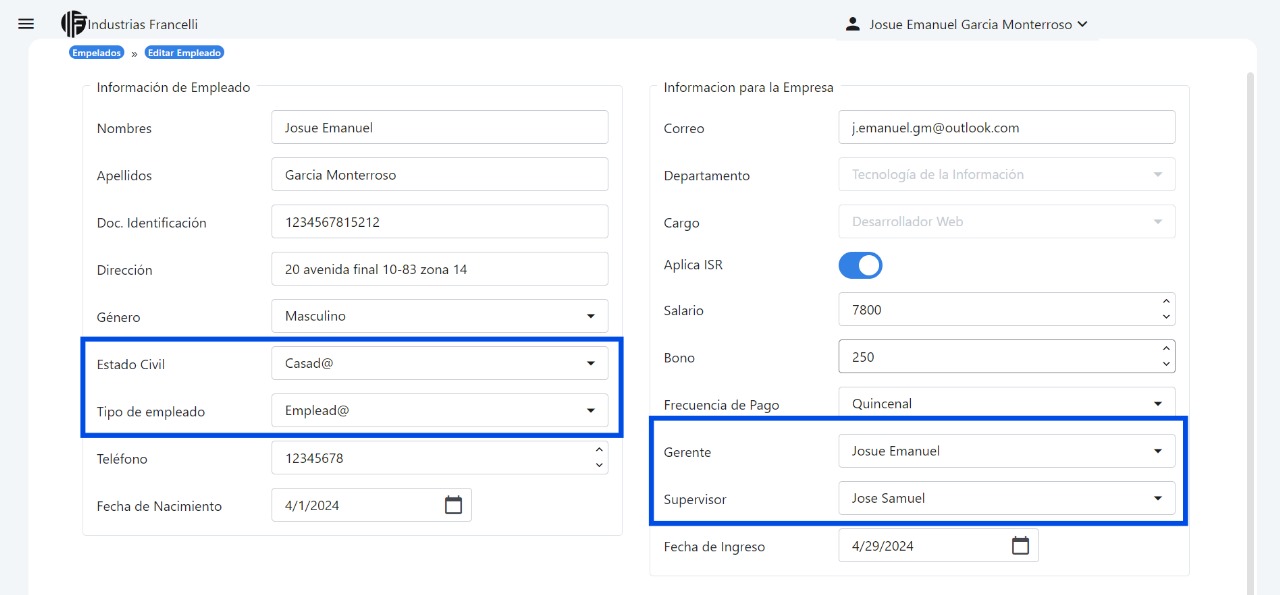 Industrias Francelli
Josue Emanuel Garcia Monterroso
Empelados » Editar Empleado
Información de Empleado
Nombres Josue Emanuel
Apellidos Garcia Monterroso
Doc. Identificación 1234567815212
Dirección 20 avenida final 10-83 zona 14
Género Masculino
Estado Civil Casad@
Tipo de empleado Emplead@
Teléfono 12345678
Fecha de Nacimiento 4/1/2024
Informacion para la Empresa
Correo j.emanuel.gm@outlook.com
Departamento Tecnología de la Información
Cargo Desarrollador Web
Aplica ISR
Salario 7800
Bono 250
Frecuencia de Pago Quincenal
Gerente Josue Emanuel
Supervisor Jose Samuel
Fecha de Ingreso 4/29/2024